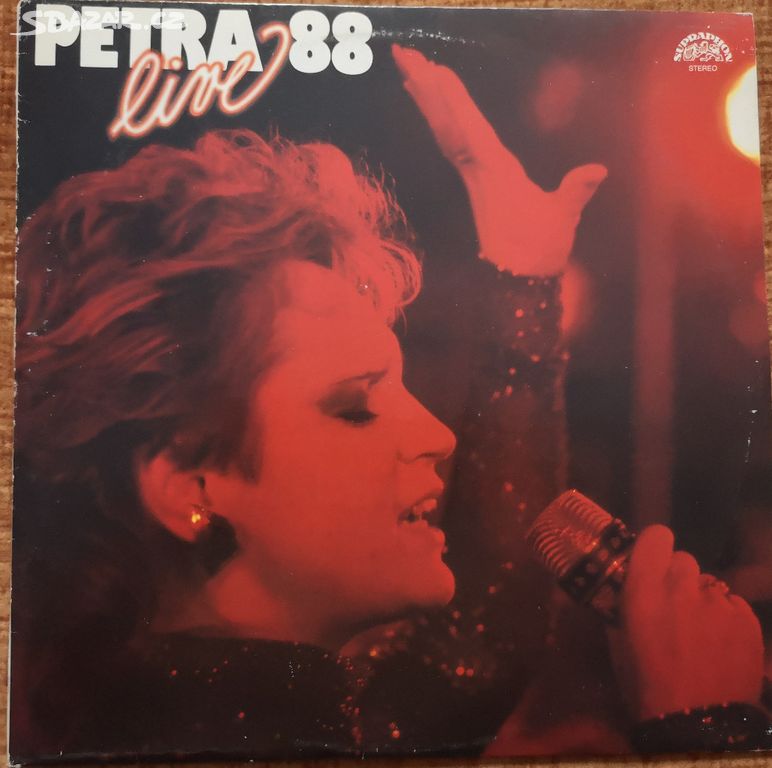 Sbazar.cz
PETRA '88
live
SUPRAPHON
STEREO